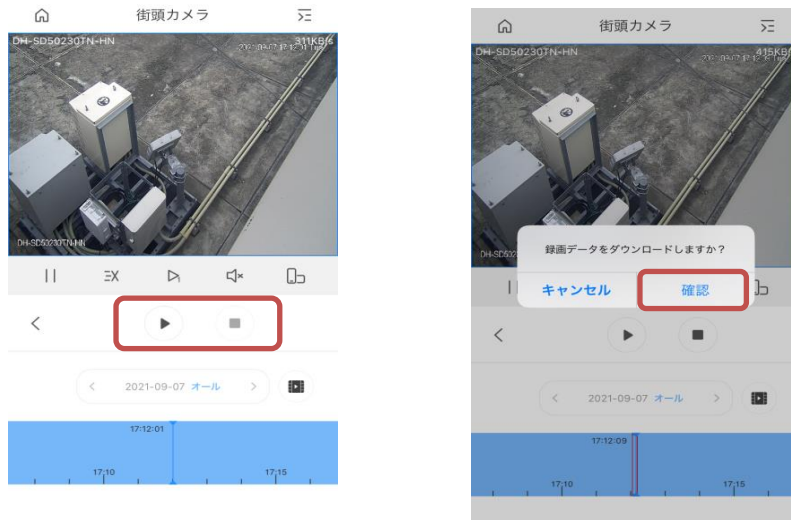 街頭カメラ
DH-SD50230TN-HN
311KB/s
DH-SD50230TN-HN
2021-09-07 オール
17:12:01
17:10
17:15
街頭カメラ
DH-SD50230TN-HN
415KB/
録画データをダウンロードしますか？
キャンセル
確認
2021-09-07 オール
17:12:09
17:10
17:15